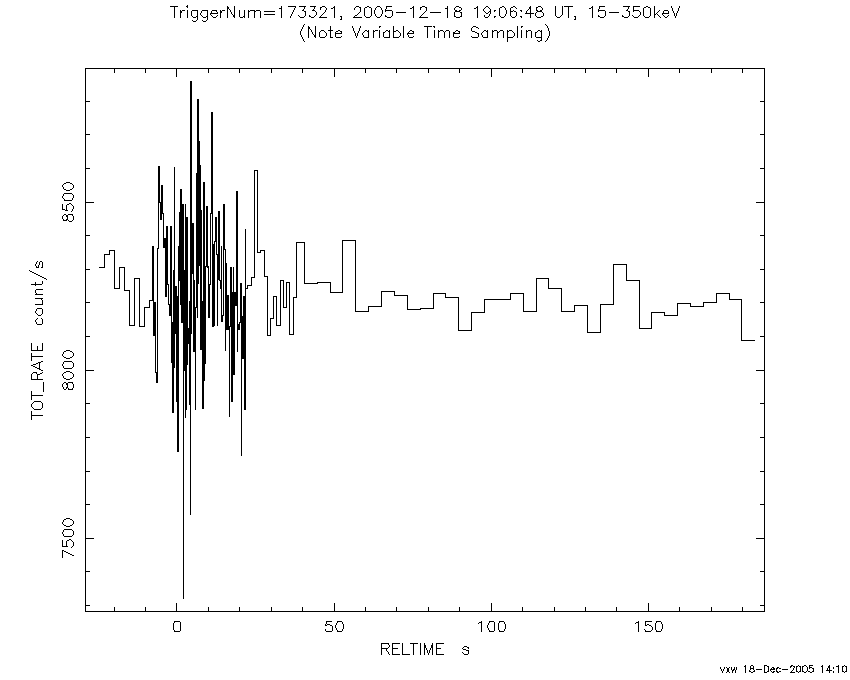 TriggerNum=173321, 2005-12-18 19:06:48 UT, 15-350keV
(Note Variable Time Sampling)
TOT_RATE count/s
8500
8000
7500
0 50 100 150
RELTIME s
vxw 18-Dec-2005 14:10